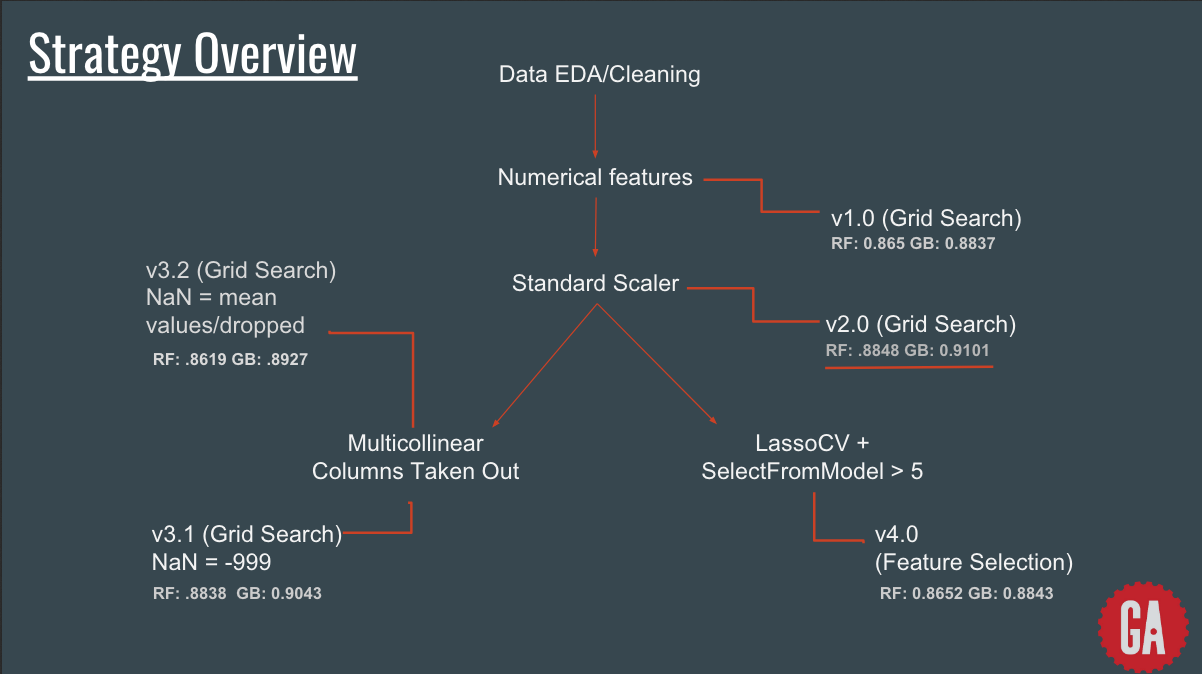 Strategy Overview
Data EDA/Cleaning
Numerical features
v1.0 (Grid Search)
RF: 0.865 GB: 0.8837
Standard Scaler
v2.0 (Grid Search)
RF: .8848 GB: 0.9101
v3.2 (Grid Search)
NaN = mean
values/dropped
RF: .8619 GB: .8927
Multicollinear
Columns Taken Out
v3.1 (Grid Search)
NaN = -999
RF: .8838  GB: 0.9043
LassoCV +
SelectFromModel > 5
v4.0
(Feature Selection)
RF: 0.8652 GB: 0.8843
GA